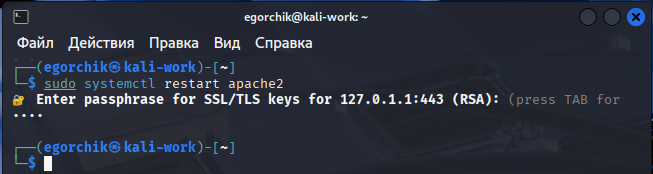 egorchik@kali-work: ~
Файл Действия Правка Вид Справка
┌──(egorchik㉿kali-work)-[~]
└─$ sudo systemctl restart apache2
🔐 Enter passphrase for SSL/TLS keys for 127.0.1.1:443 (RSA): (press TAB for
••••
┌──(egorchik㉿kali-work)-[~]
└─$